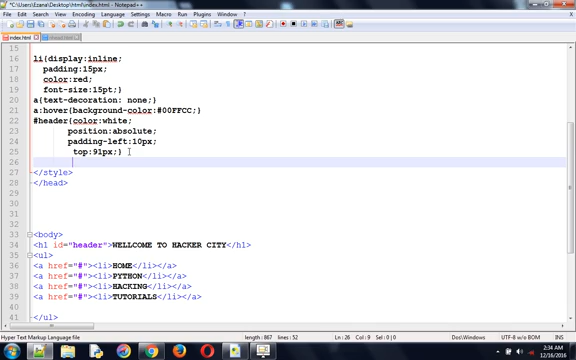 *C:\Users\Ezana\Desktop\html\index.html - Notepad++
File Edit Search View Encoding Language Settings Macro Run Plugins Window ?
index.html
15
16 li{display:inline;
17 padding:15px;
18 color:red;
19 font-size:15pt;}
20 a{text-decoration: none;}
21 a:hover{background-color:#00FFCC;}
22 #header{color:white;
23 position:absolute;
24 padding-left:10px;
25 top:91px;}
26
27 </style>
28 </head>
29
30
31
32
33 <body>
34 <h1 id="header">WELLCOME TO HACKER CITY</h1>
35 <ul>
36 <a href="#"><li>HOME</li></a>
37 <a href="#"><li>PYTHON</li></a>
38 <a href="#"><li>HACKING</li></a>
39 <a href="#"><li>TUTORIALS</li></a>
40
41 </ul>
Hyper Text Markup Language file length : 867 lines : 52 Ln : 26 Col : 9 Sel : 0 | 0 Dos\Windows UTF-8 w/o BOM INS
2:34 AM
12/16/2016